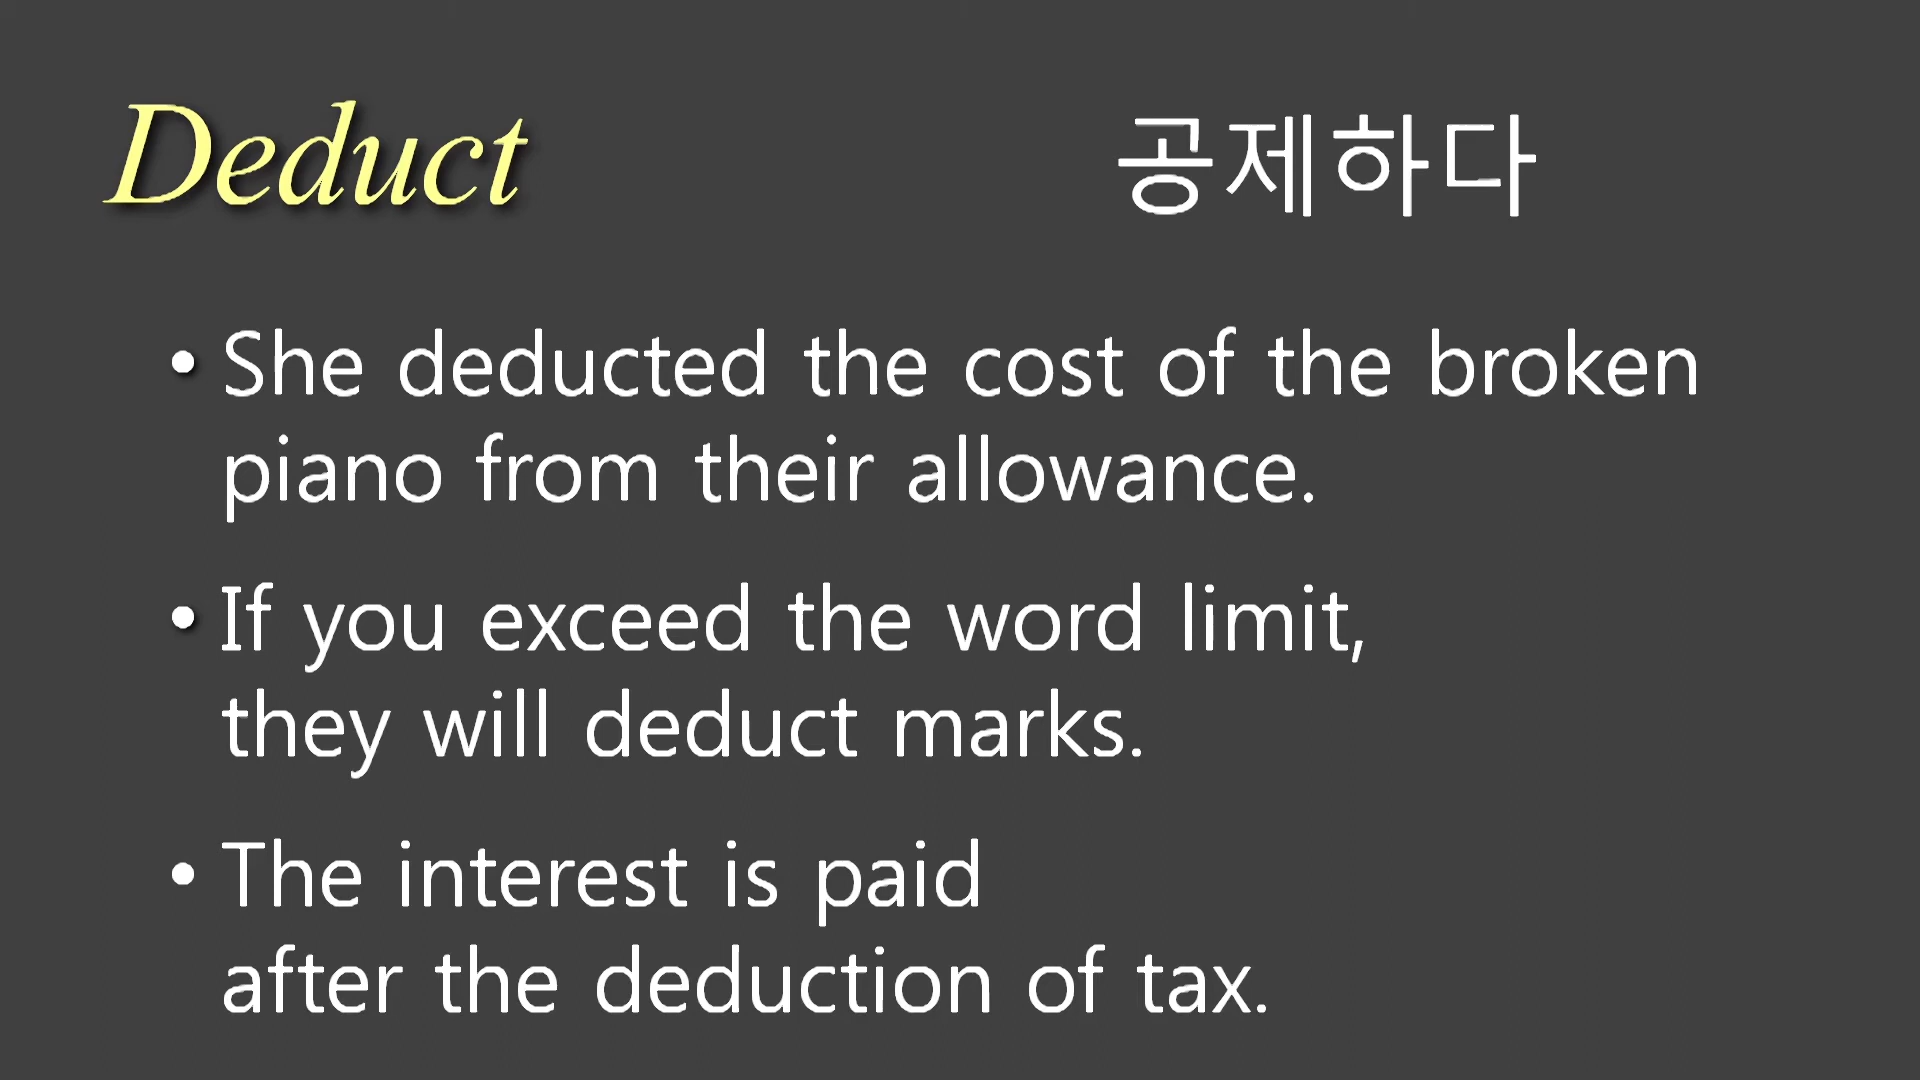 Deduct 공제하다
• She deducted the cost of the broken
piano from their allowance.
• If you exceed the word limit,
they will deduct marks.
• The interest is paid
after the deduction of tax.